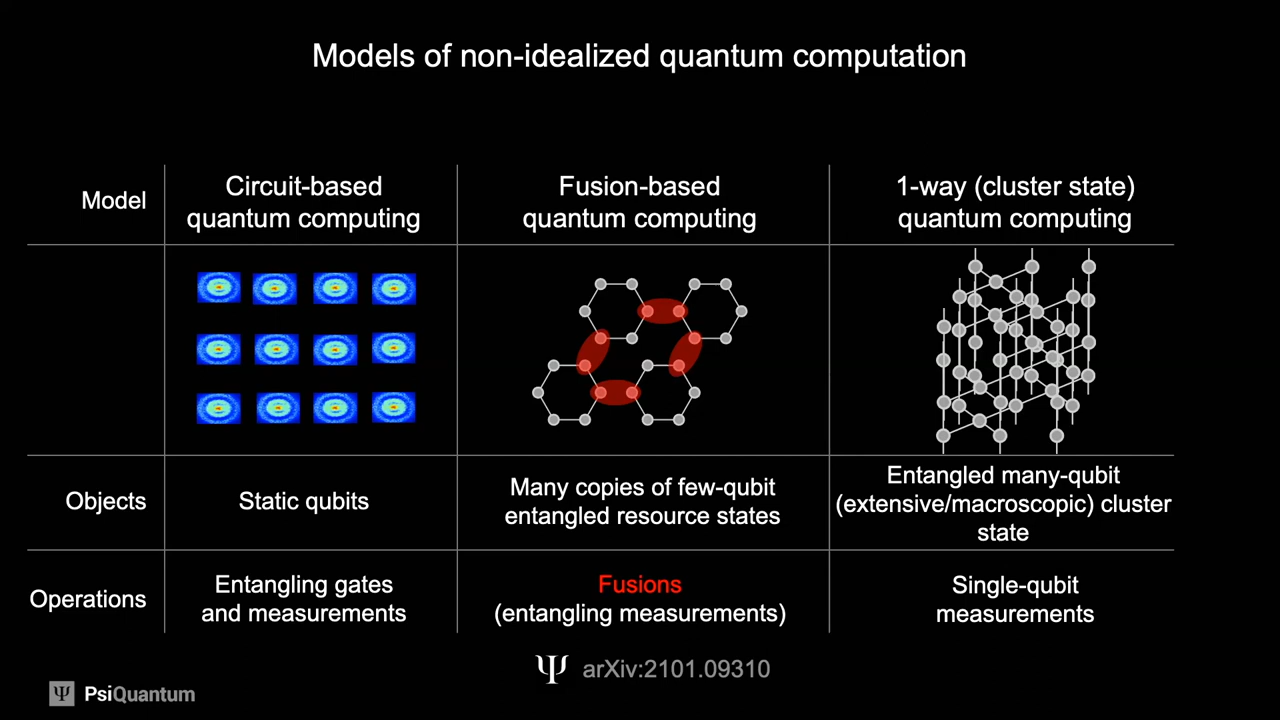 Models of non-idealized quantum computation
Model
Circuit-based
quantum computing
Fusion-based
quantum computing
1-way (cluster state)
quantum computing
Objects
Static qubits
Many copies of few-qubit
entangled resource states
Entangled many-qubit
(extensive/macroscopic) cluster
state
Operations
Entangling gates
and measurements
Fusions
(entangling measurements)
Single-qubit
measurements
Ψ arXiv:2101.09310
Ψ PsiQuantum